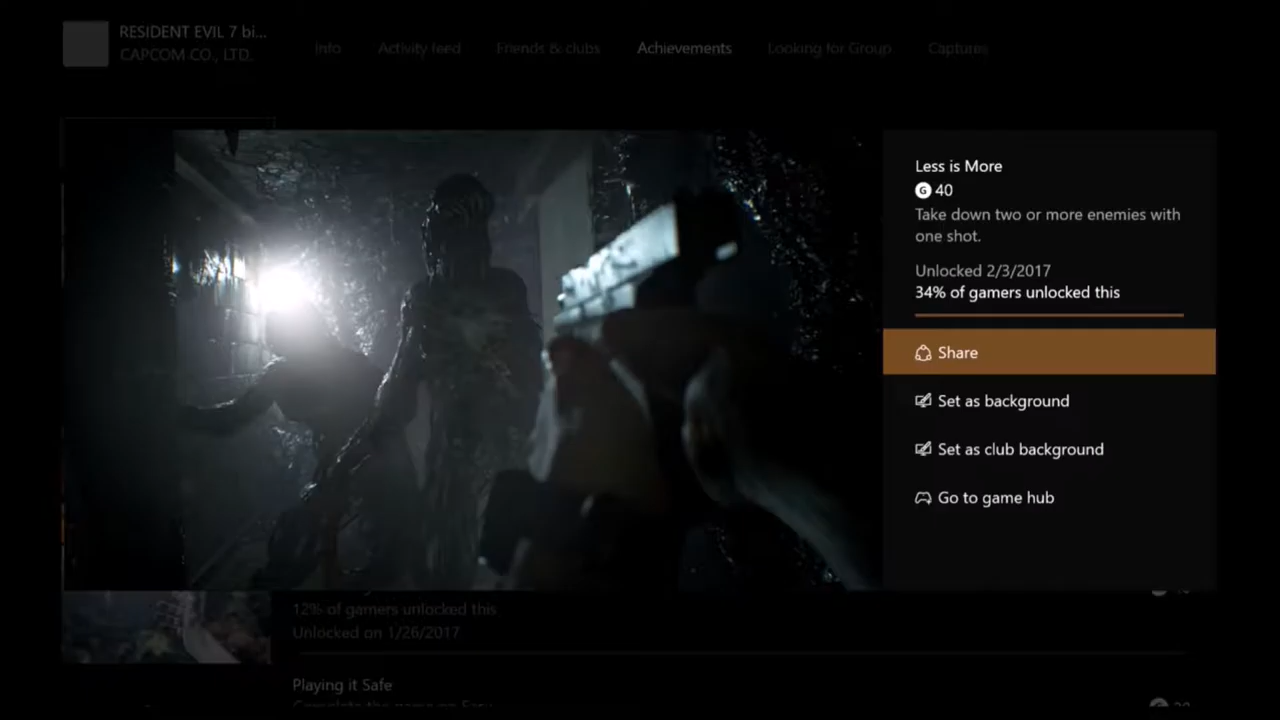 RESIDENT EVIL 7 bi...
CAPCOM CO., LTD.
Info
Activity feed
Friends & clubs
Achievements
Looking for Group
Captures
Less is More
G 40
Take down two or more enemies with
one shot.
Unlocked 2/3/2017
34% of gamers unlocked this
Share
Set as background
Set as club background
Go to game hub
12% of gamers unlocked this
Unlocked on 1/26/2017
Playing it Safe